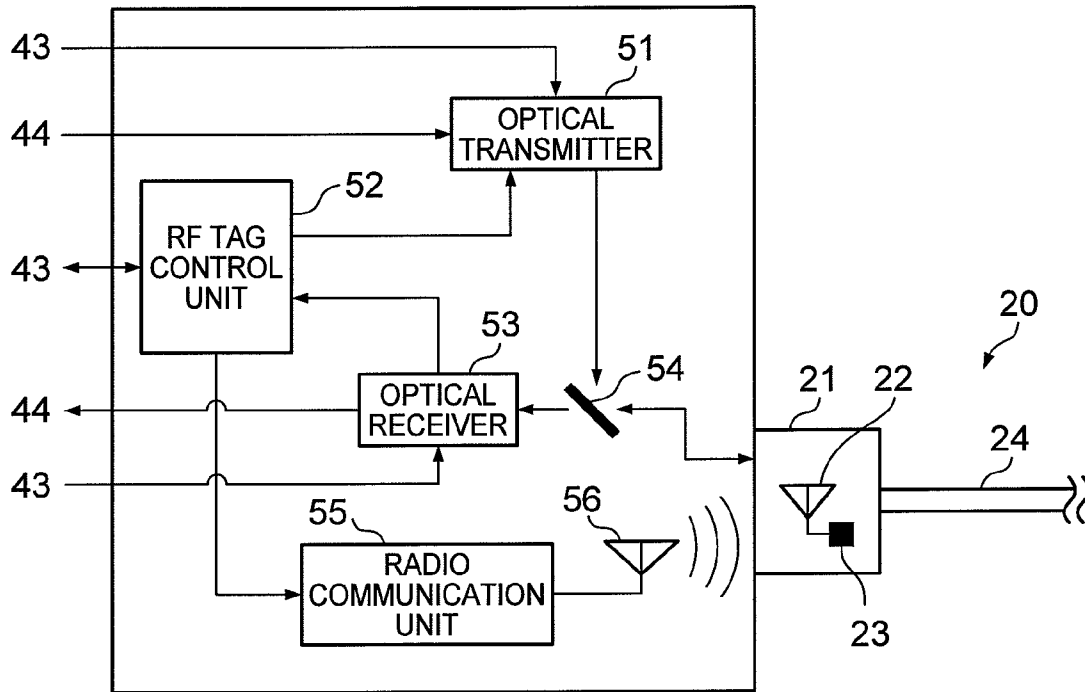 43
51
OPTICAL
TRANSMITTER
44
52
RF TAG
CONTROL
UNIT
43
20
53
54
21
22
OPTICAL
RECEIVER
44
24
43
55
56
RADIO
COMMUNICATION
UNIT
23